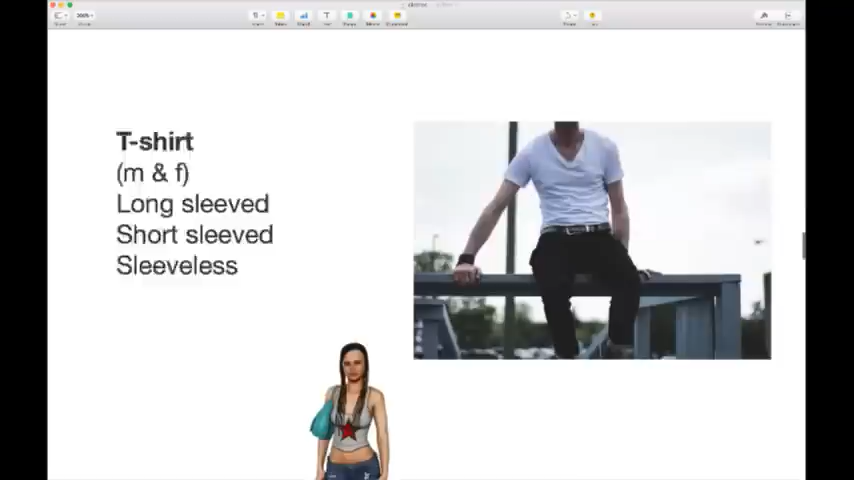 T-shirt
(m & f)
Long sleeved
Short sleeved
Sleeveless